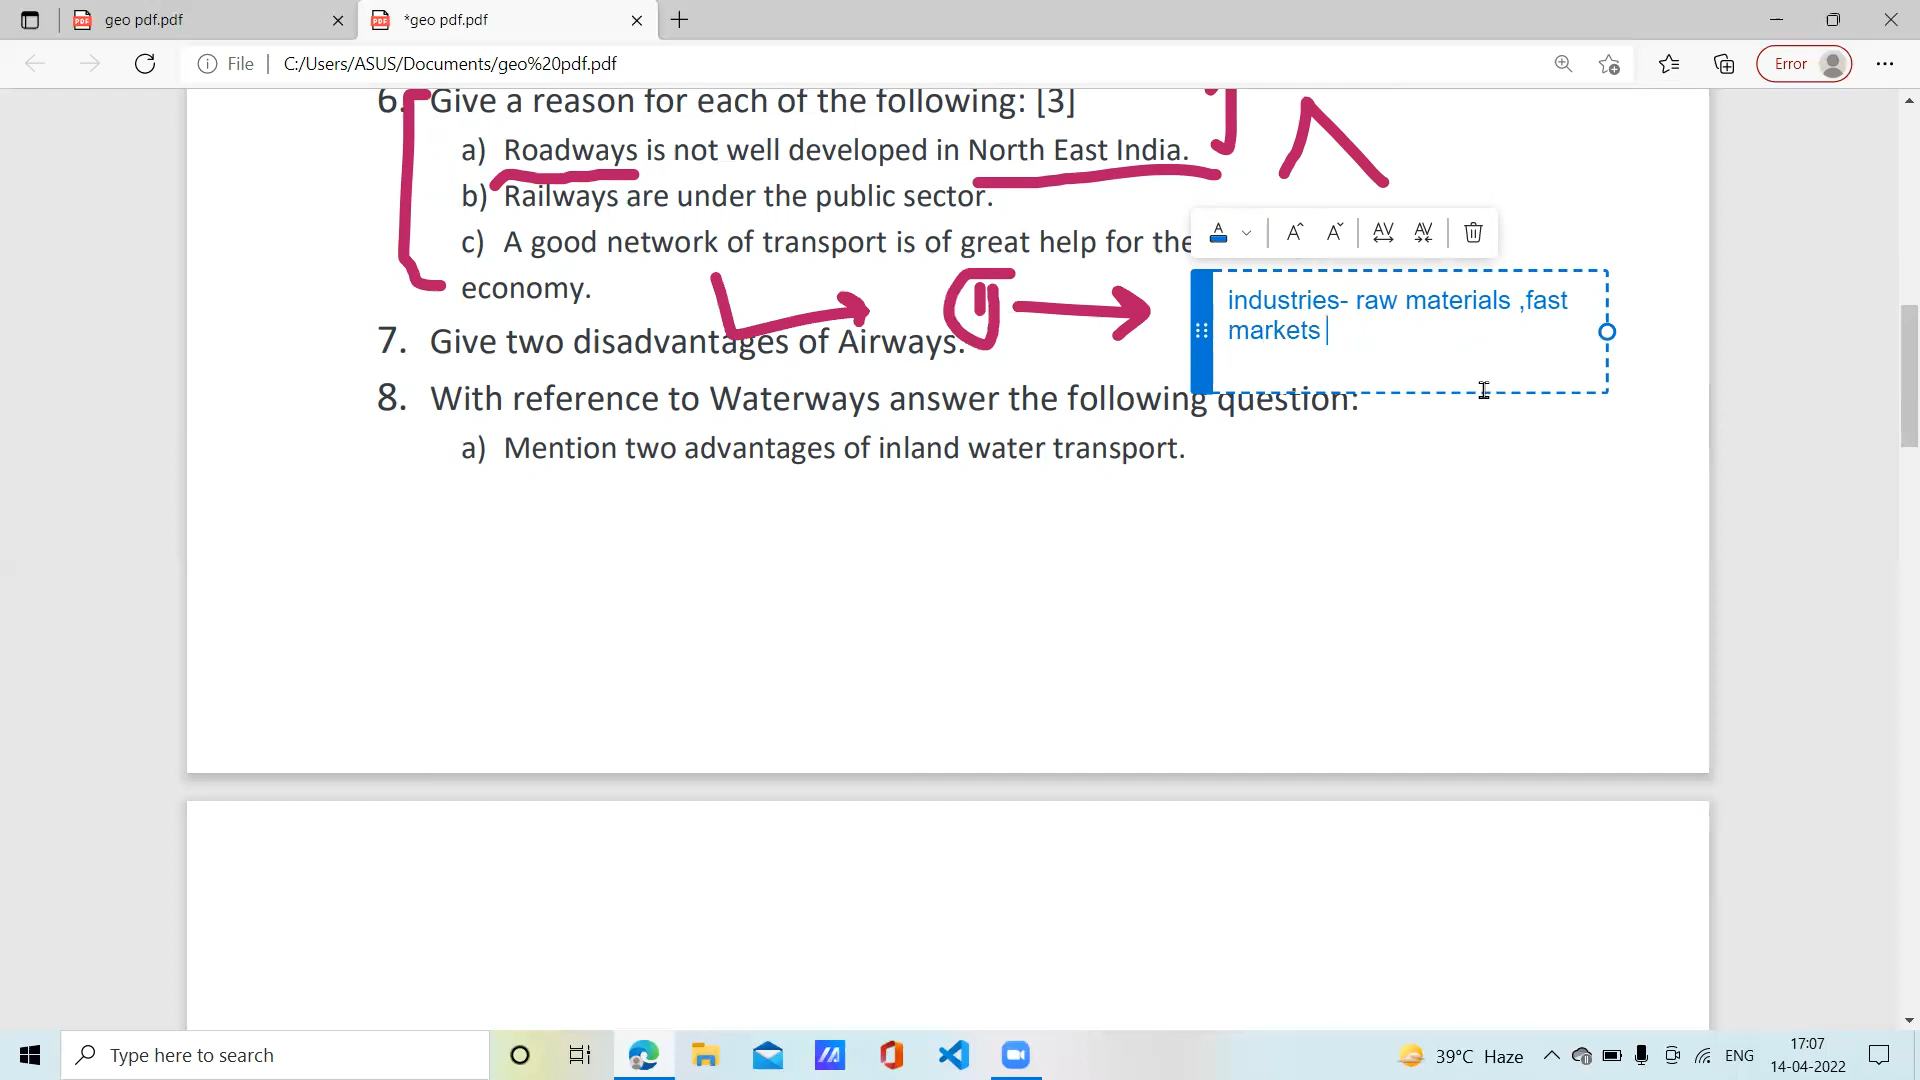 geo pdf.pdf
*geo pdf.pdf
File
C:/Users/ASUS/Documents/geo%20pdf.pdf
Error
6. Give a reason for each of the following: [3]
a) Roadways is not well developed in North East India.
b) Railways are under the public sector.
c) A good network of transport is of great help for the
economy.
industries- raw materials ,fast
markets
7. Give two disadvantages of Airways.
8. With reference to Waterways answer the following question:
a) Mention two advantages of inland water transport.
Type here to search
39°C Haze
ENG
17:07
14-04-2022